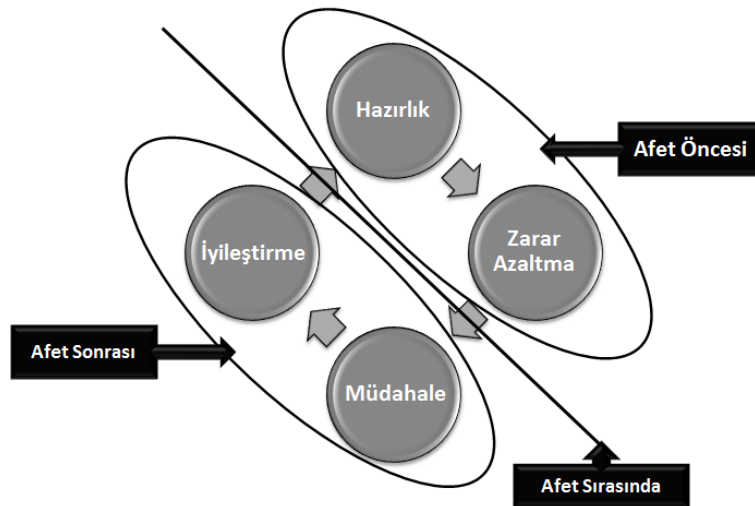 Hazırlık
Afet Öncesi
Zarar
Azaltma
İyileştirme
Afet Sonrası
Müdahale
Afet Sırasında